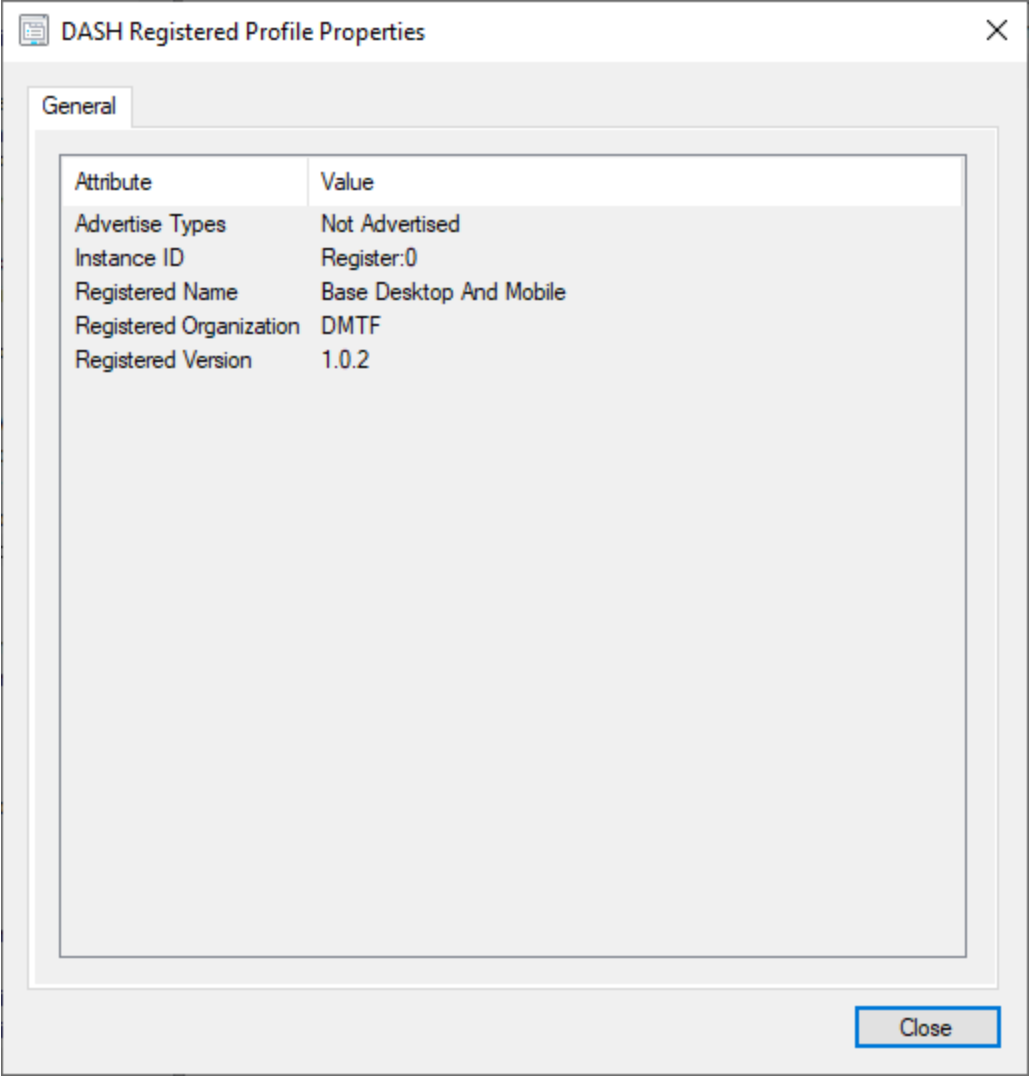 DASH Registered Profile Properties
General
Attribute Value
Advertise Types Not Advertised
Instance ID Register:0
Registered Name Base Desktop And Mobile
Registered Organization DMTF
Registered Version 1.0.2
Close